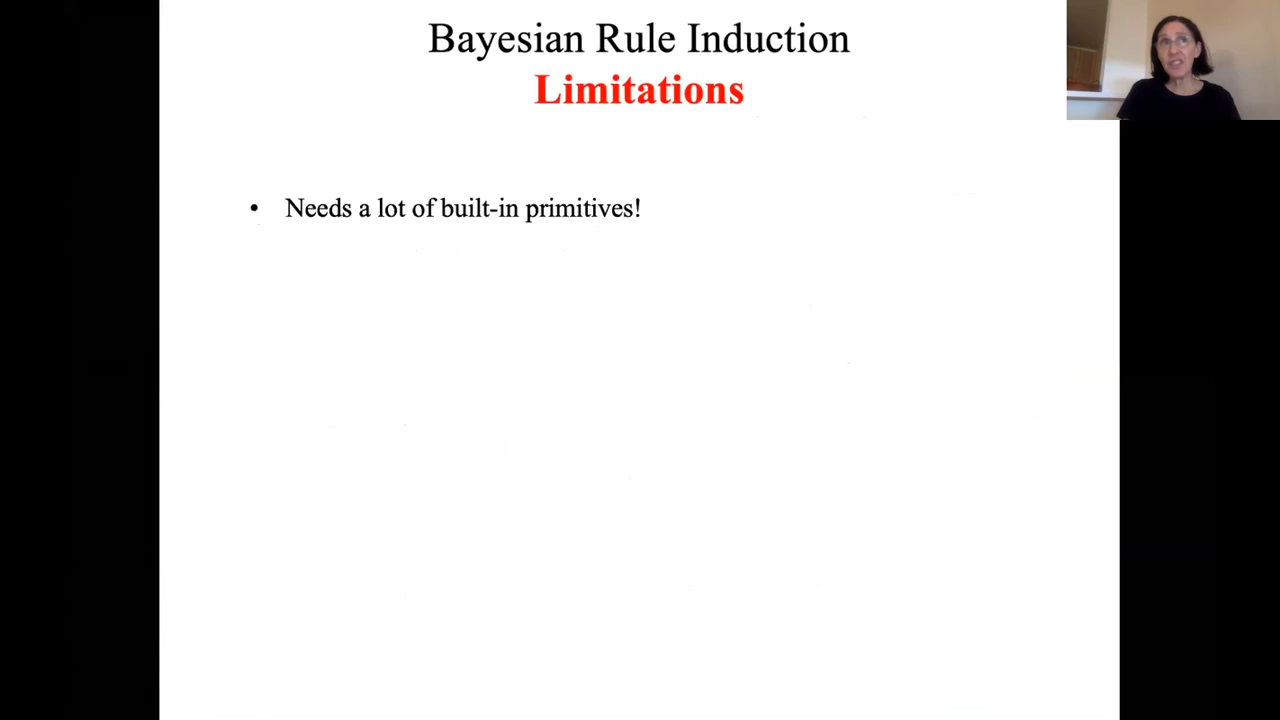 Bayesian Rule Induction
Limitations
• Needs a lot of built-in primitives!